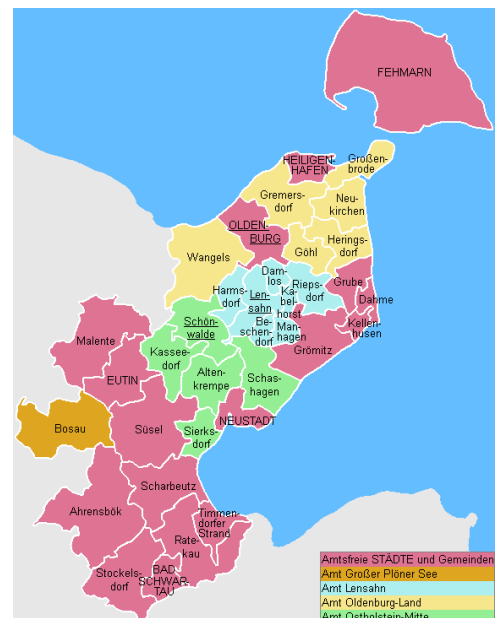 FEHMARN
HEILIGEN-
HAFEN
Großen-
brode
Gremers-
dorf
Neu-
kirchen
OLDEN-
BURG
Wangels
Göhl
Herings-
dorf
Dam-
los
Harms-
dorf
Len-
sahn
Ka-
bel-
horst
Rieps-
dorf
Grube
Dahme
Be-
schen-
dorf
Man-
hagen
Kellen-
husen
Grömitz
Schön-
walde
Malente
Kassee-
dorf
EUTIN
Alten-
krempe
Schas-
hagen
Bosau
Süsel
Sierks-
dorf
NEUSTADT
Scharbeutz
Ahrensbök
Timmen-
dorfer
Strand
Rate-
kau
Stockels-
dorf
BAD
SCHWAR-
TAU
Amtsfreie STÄDTE und Gemeinden
Amt Großer Plöner See
Amt Lensahn
Amt Oldenburg-Land
Amt Ostholstein-Mitte